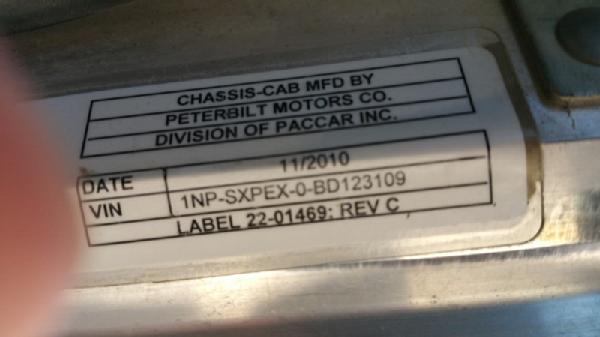 CHASSIS-CAB MFD BY
PETERBILT MOTORS CO.
DIVISION OF PACCAR INC.
DATE 11/2010
VIN 1NP-SXPEX-0-BD123109
LABEL 22-01469: REV C